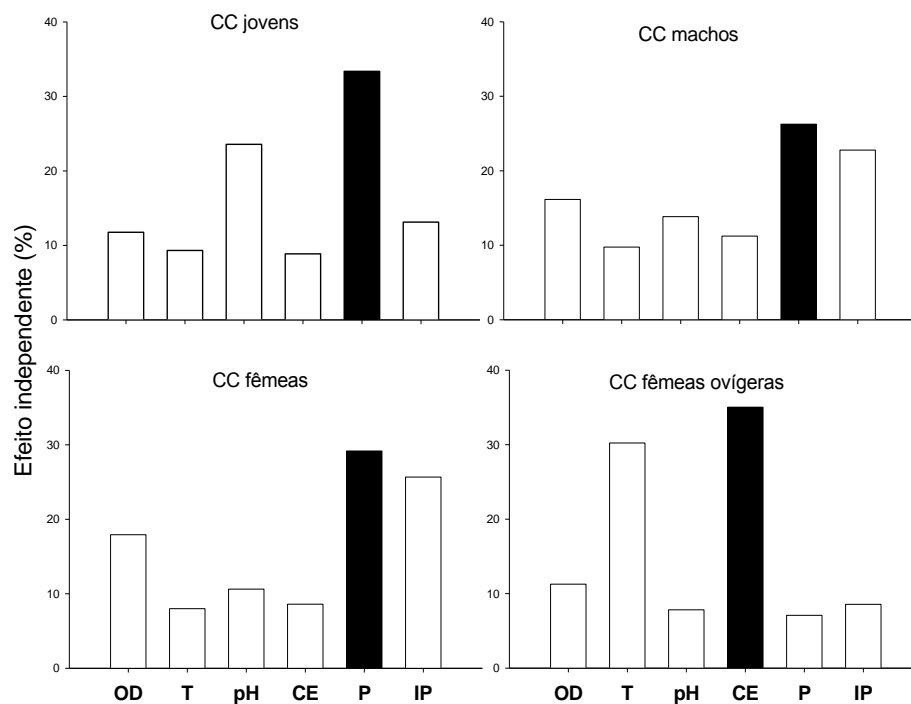 CC jovens
40
30
20
10
0
CC machos
40
30
20
10
0
Efeito independente (%)
CC fêmeas
40
30
20
10
0
OD T pH CE P IP
CC fêmeas ovígeras
40
30
20
10
0
OD T pH CE P IP